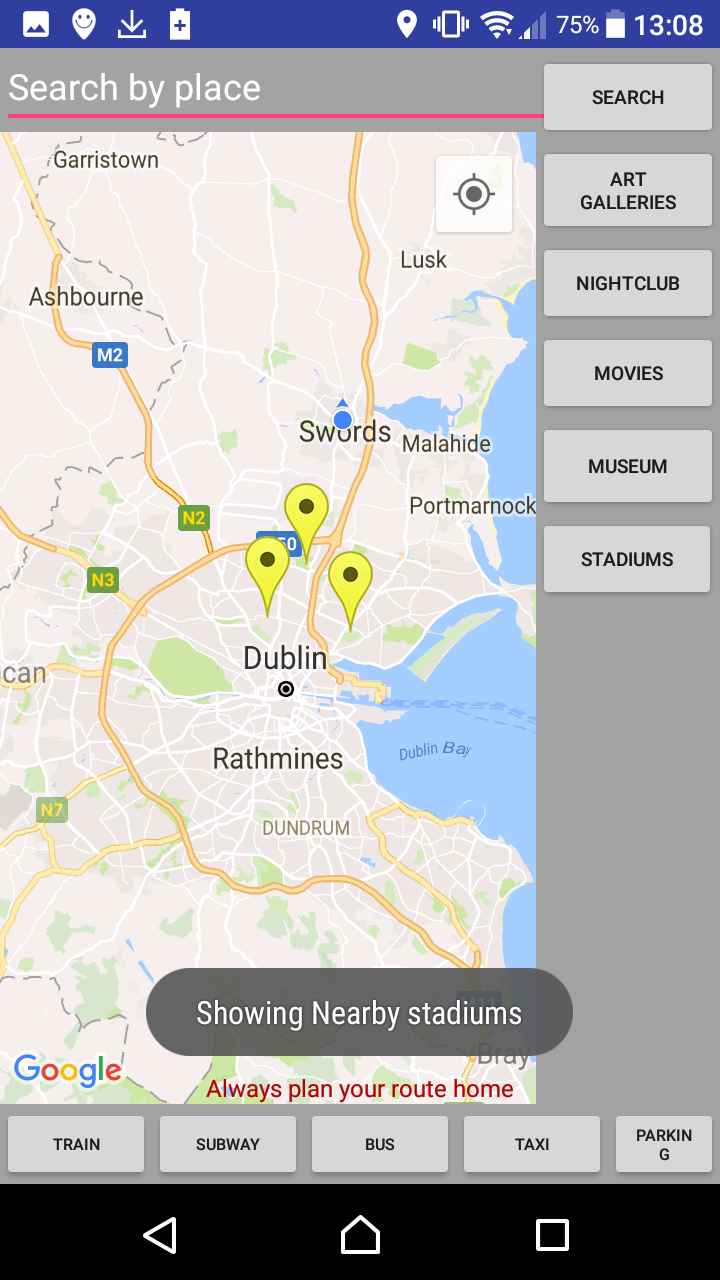 75% 13:08
Search by place
SEARCH
Garristown
ART
GALLERIES
Lusk
NIGHTCLUB
Ashbourne
M2
MOVIES
Swords
Malahide
MUSEUM
Portmarnock
N2
STADIUMS
N3
Dublin
Rathmines
Dublin Bay
N7
DUNDRUM
Showing Nearby stadiums
Bray
Google
Always plan your route home
TRAIN
SUBWAY
BUS
TAXI
PARKIN
G